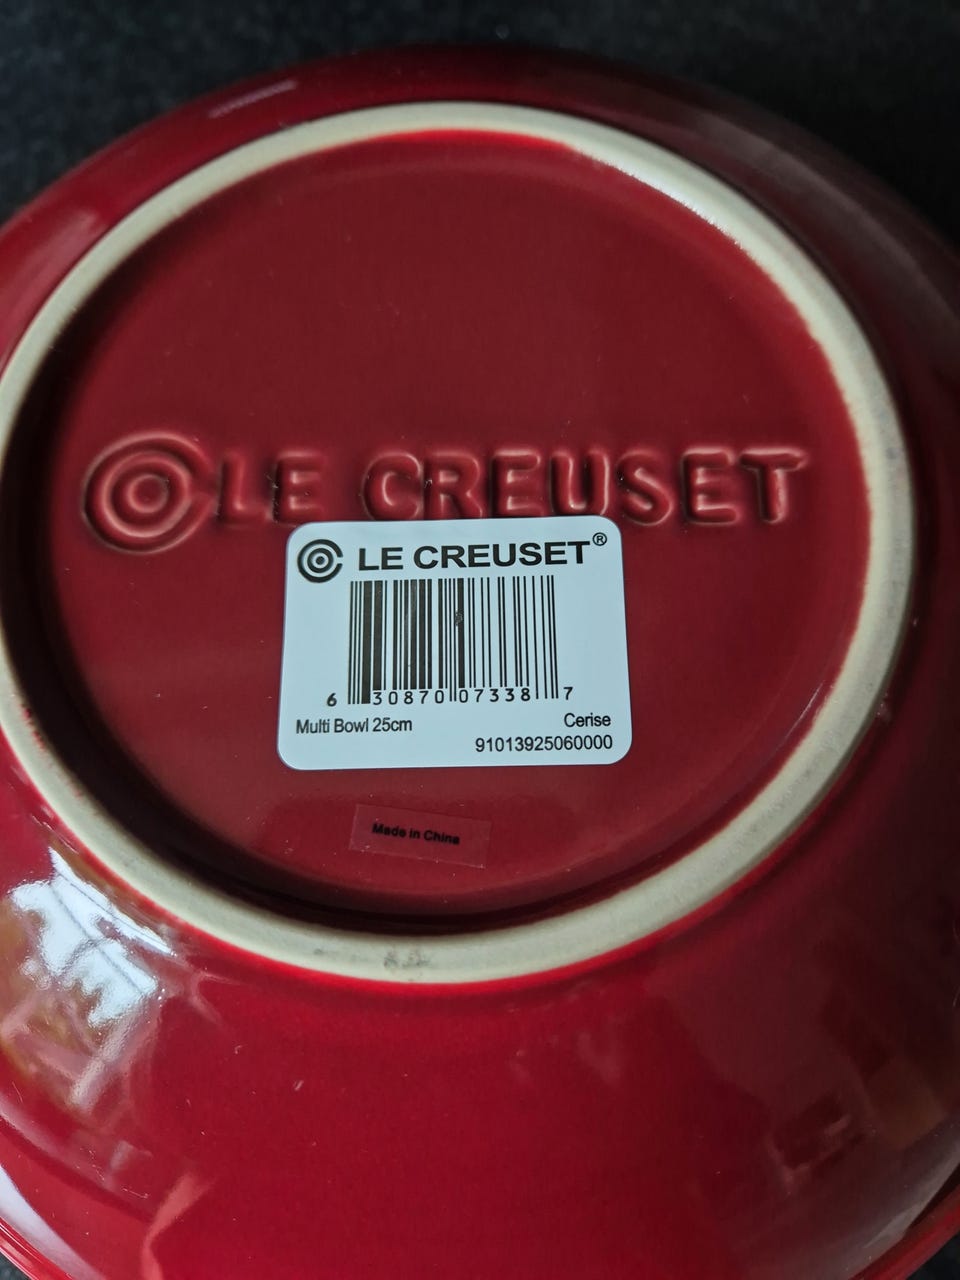 LE CREUSET
LE CREUSET®
6 30870 07338 7
Multi Bowl 25cm
Cerise
91013925060000
Made in China